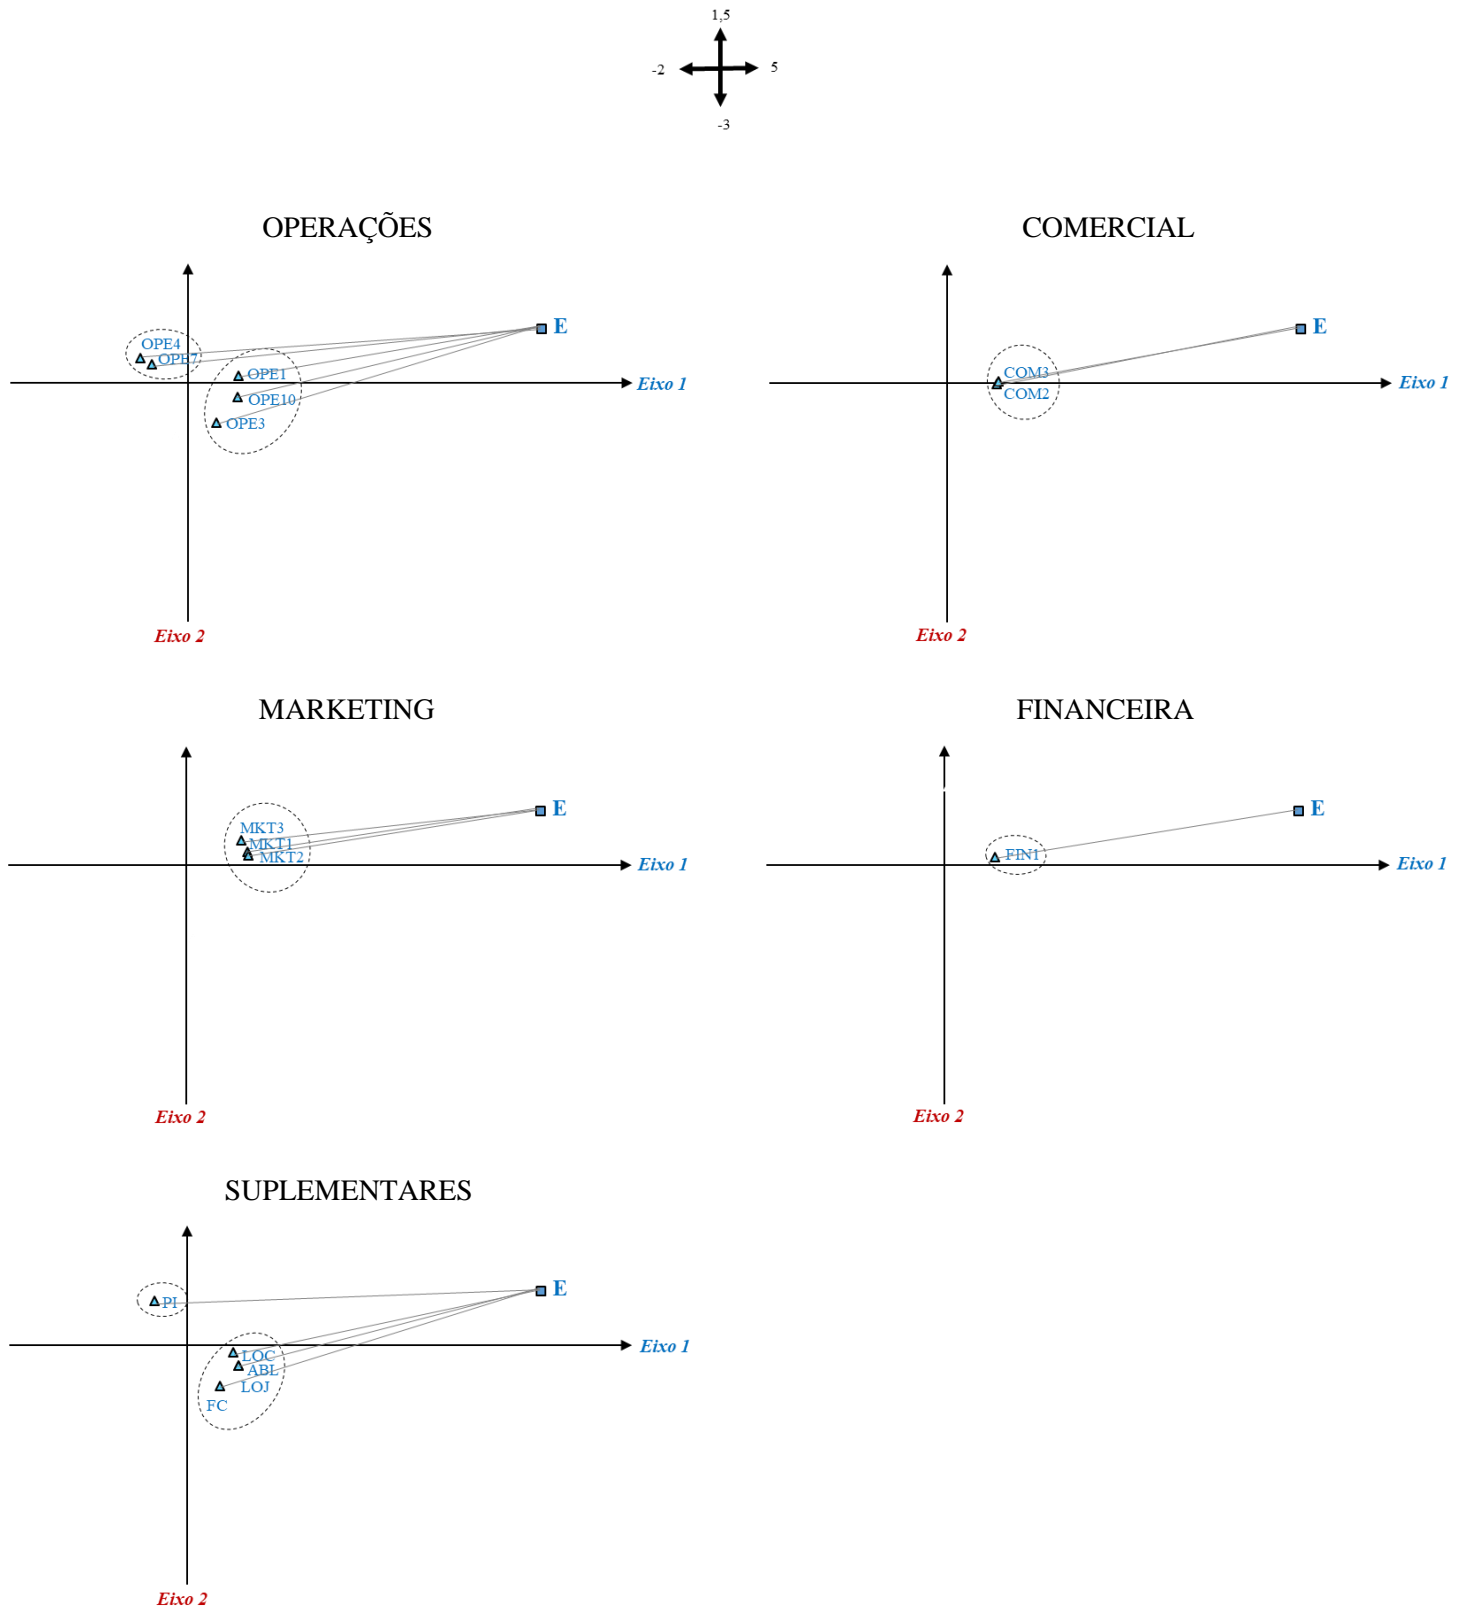 1,5
-2
5
-3
OPERAÇÕES
COMERCIAL
E
OPE4
OPE7
OPE1
OPE10
OPE3
Eixo 1
Eixo 2
E
COM3
COM2
Eixo 1
Eixo 2
MARKETING
FINANCEIRA
E
MKT3
MKT1
MKT2
Eixo 1
Eixo 2
E
FIN1
Eixo 1
Eixo 2
SUPLEMENTARES
E
PI
LOC
ABL
LOJ
FC
Eixo 1
Eixo 2